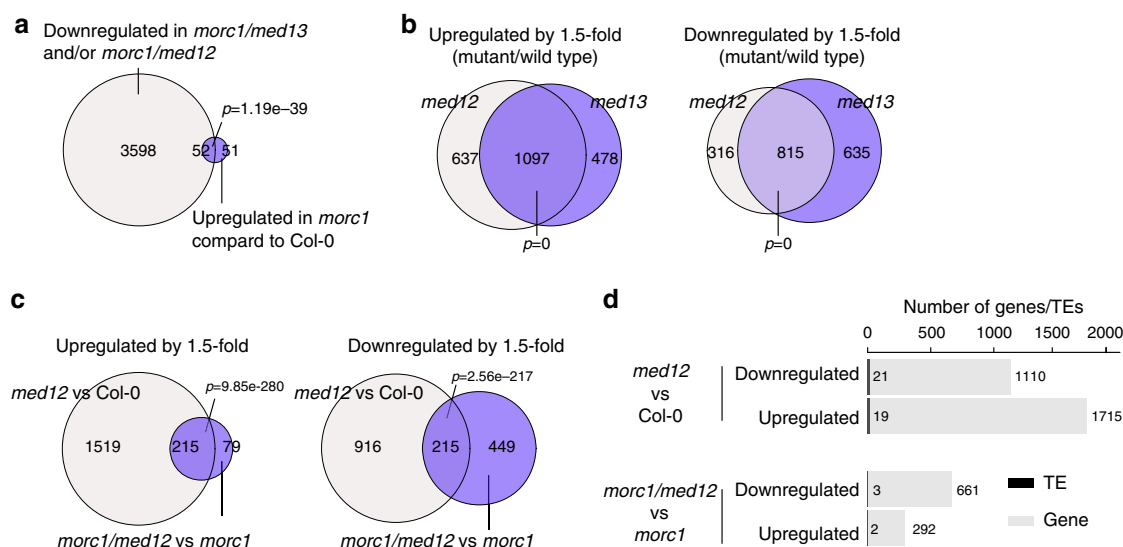 a
Downregulated in morc1/med13
and/or morc1/med12
p=1.19e–39
3598
52
51
Upregulated in morc1
compard to Col-0
b
Upregulated by 1.5-fold
(mutant/wild type)
med12
med13
637
1097
478
p=0
Downregulated by 1.5-fold
(mutant/wild type)
med12
med13
316
815
635
p=0
c
Upregulated by 1.5-fold
med12 vs Col-0
p=9.85e-280
1519
215
79
morc1/med12 vs morc1
Downregulated by 1.5-fold
med12 vs Col-0
p=2.56e–217
916
215
449
morc1/med12 vs morc1
d
Number of genes/TEs
0 500 1000 1500 2000
med12
vs
Col-0
Downregulated 21 1110
Upregulated 19 1715
morc1/med12
vs
morc1
Downregulated 3 661
Upregulated 2 292
TE
Gene